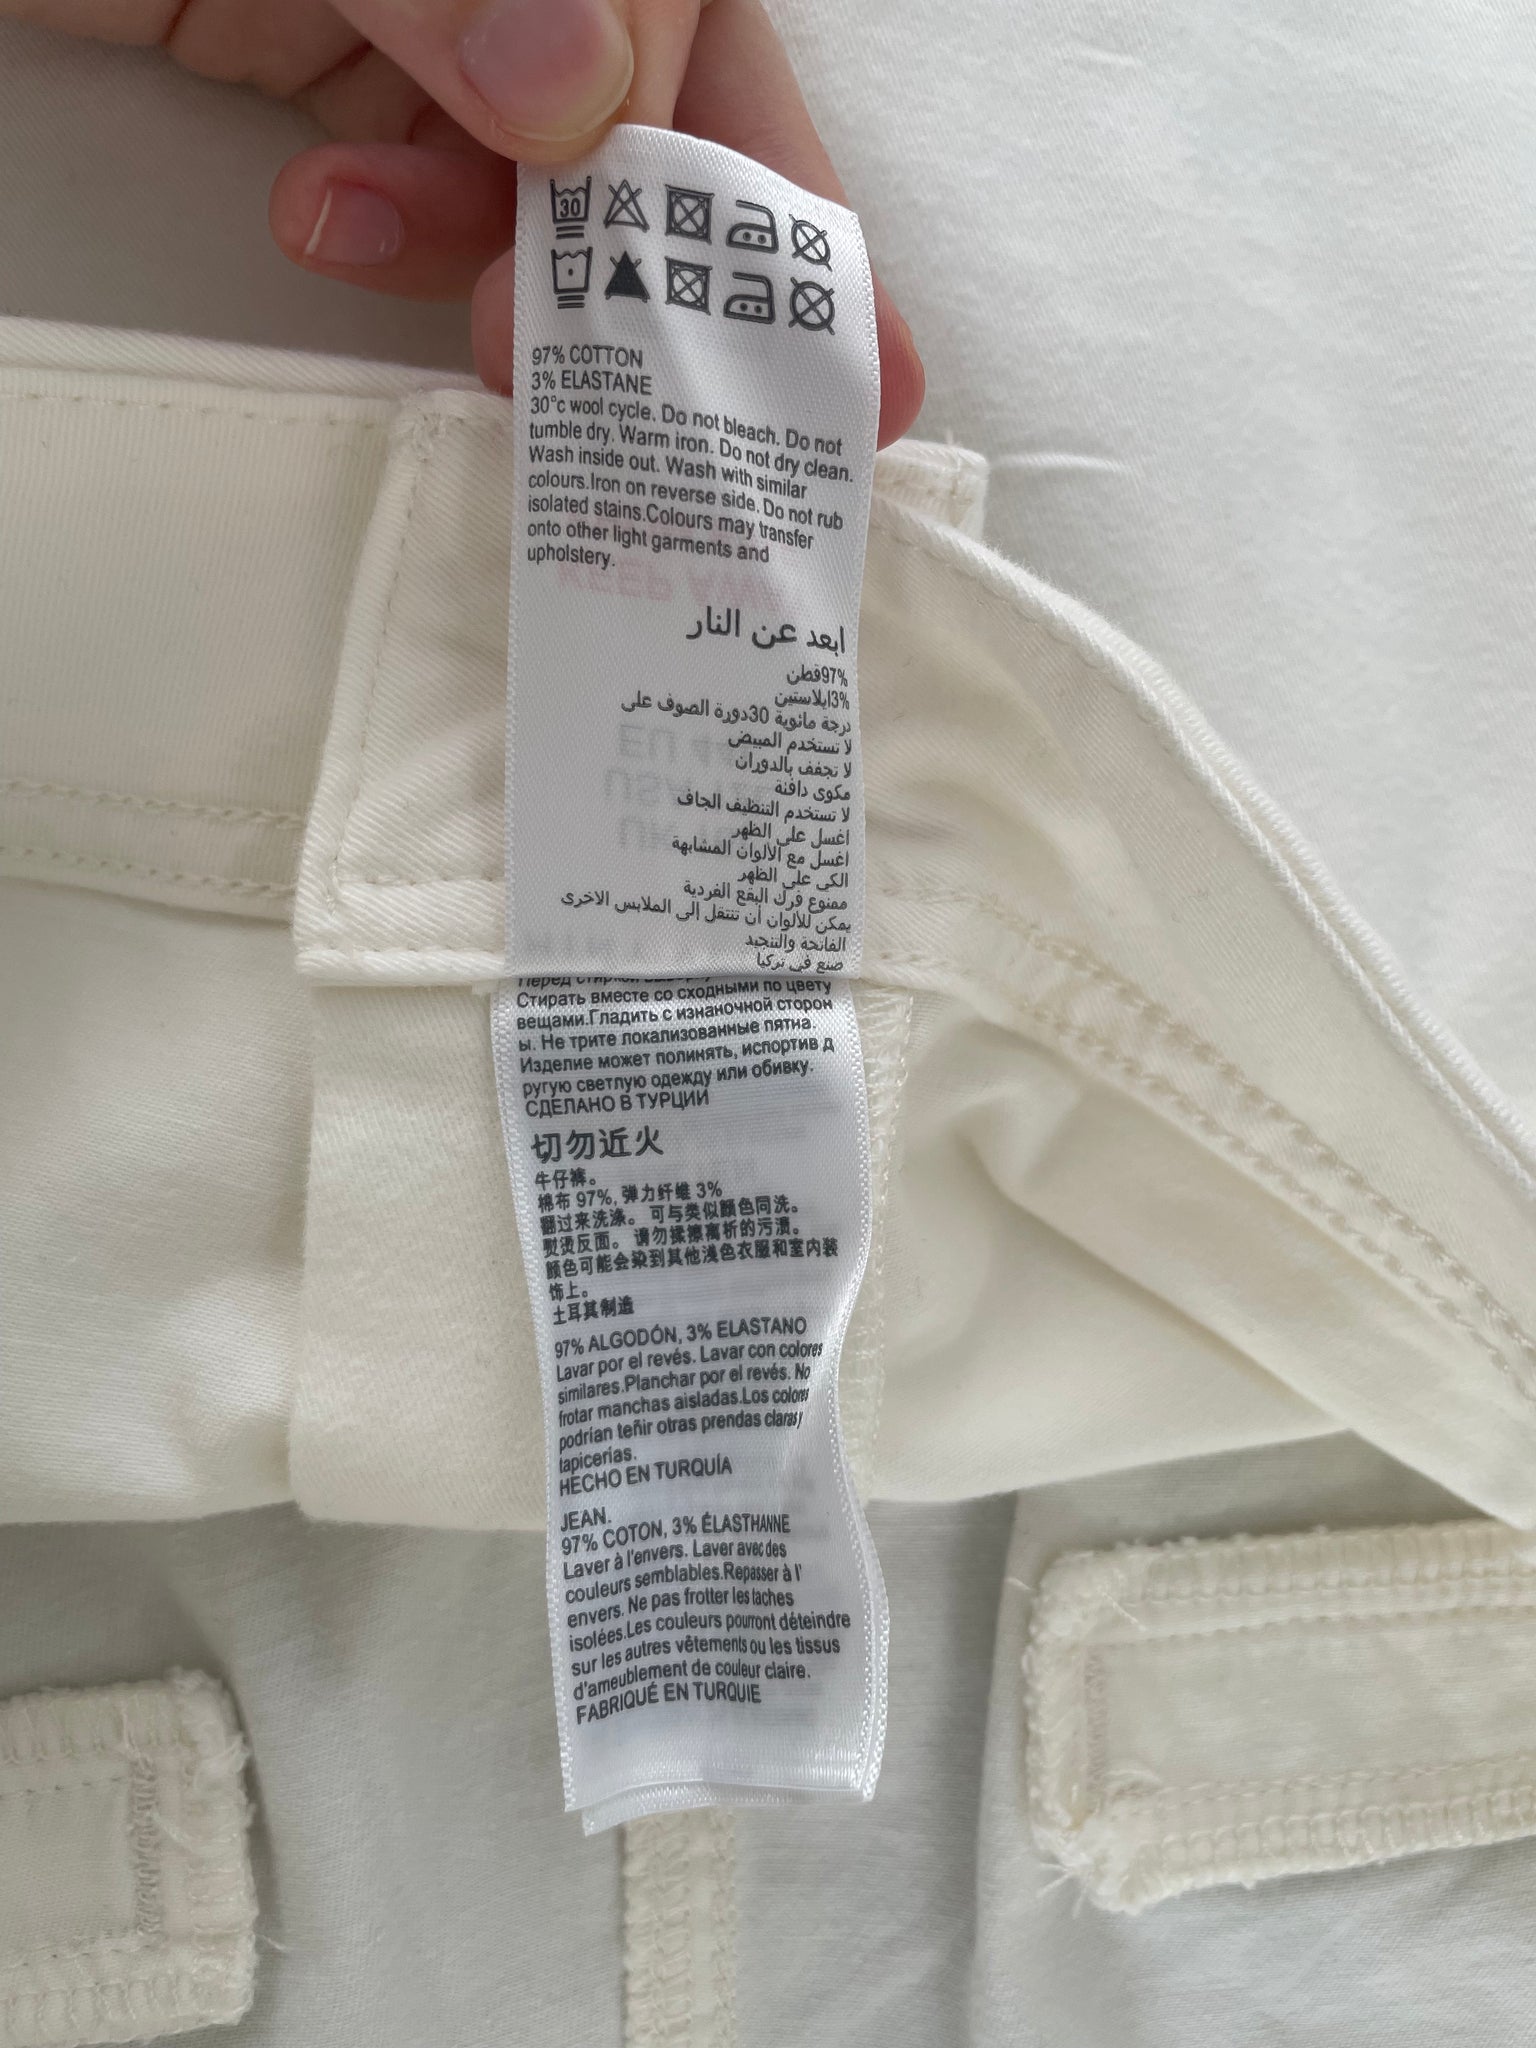 30
97% COTTON
3% ELASTANE
30°c wool cycle. Do not bleach. Do not
tumble dry. Warm iron. Do not dry clean.
Wash inside out. Wash with similar
colours.Iron on reverse side. Do not rub
isolated stains.Colours may transfer
onto other light garments and
upholstery.
ابعد عن النار
97%قطن
3%ايلاستين
درجة مائوية 30دورة الصوف على
لا تستخدم المبيض
لا تجفف بالدوران
مكوى دافئة
لا تستخدم التنظيف الجاف
اغسل على الظهر
اغسل مع الألوان المشابهة
الكي على الظهر
ممنوع فرك البقع الفردية
يمكن للألوان أن تنتقل إلى الملابس الاخرى
الفاتحة والتنجيد
صنع في تركيا
Перед стиркой
Стирать вместе со сходными по цвету
вещами.Гладить с изнаночной сторон
ы. Не трите локализованные пятна.
Изделие может полинять, испортив д
ругую светлую одежду или обивку.
СДЕЛАНО В ТУРЦИИ
切勿近火
牛仔裤。
棉布 97%, 弹力纤维 3%
翻过来洗涤。 可与类似颜色同洗。
熨烫反面。 请勿揉擦离析的污渍。
颜色可能会染到其他浅色衣服和室内装
饰上。
土耳其制造
97% ALGODÓN, 3% ELASTANO
Lavar por el revés. Lavar con colores
similares.Planchar por el revés. No
frotar manchas aisladas.Los colores
podrían teñir otras prendas claras y
tapicerías.
HECHO EN TURQUÍA
JEAN.
97% COTON, 3% ÉLASTHANNE
Laver à l'envers. Laver avec des
couleurs semblables.Repasser à l'
envers. Ne pas frotter les taches
isolées.Les couleurs pourront déteindre
sur les autres vêtements ou les tissus
d'ameublement de couleur claire.
FABRIQUÉ EN TURQUIE